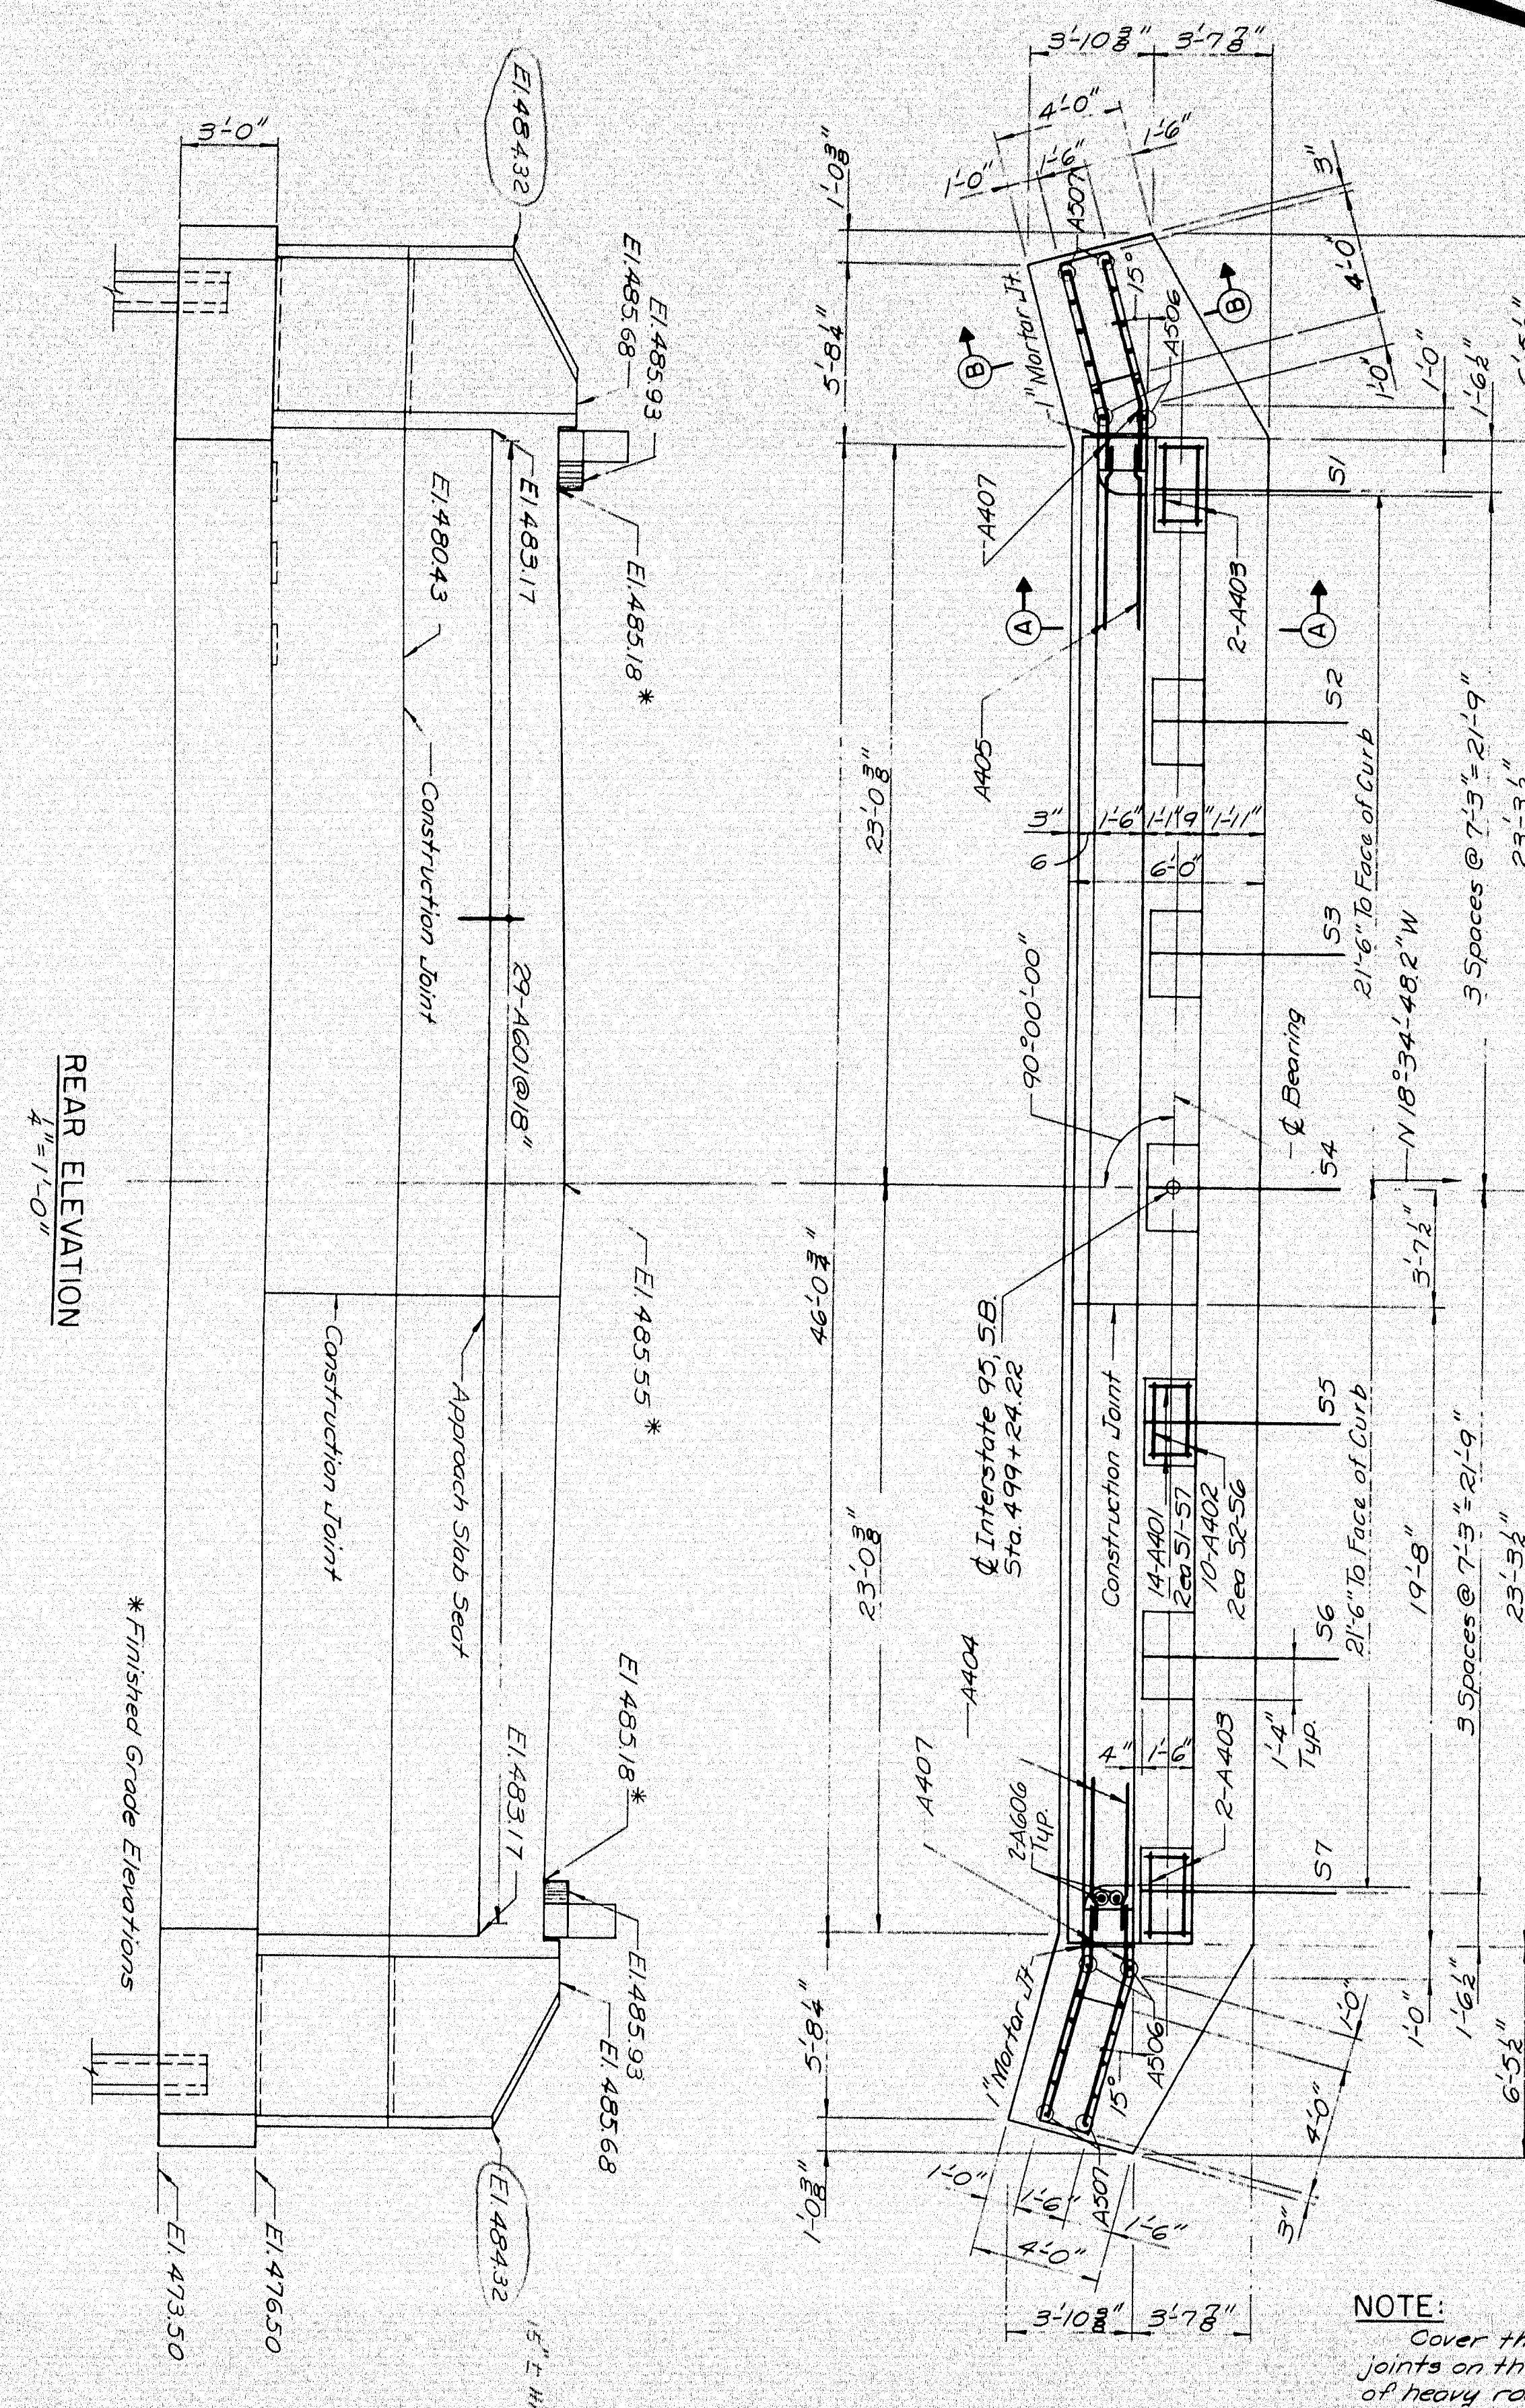 3'-10 3/8"
3'-7 7/8"
4'-0"
1'-6"
1'-6"
1'-0"
A507
3"
4'-0"
1'-0"
1'-0"
1'-6 1/2"
1'-0 3/8"
5'-8 1/4"
1" Mortar Jt.
15°
A506
B
B
A407
S1
2-A403
A
A
A405
S2
3"
6
1'-6"
1'-1"
9"
1'-11"
6'-0"
S3
21'-6" To Face of Curb
3 Spaces @ 7'-3" = 21'-9"
23'-3 1/2"
23'-0 3/8"
90°-00'-00"
℄ Bearing
N 18°-34'-48.2" W
S4
3'-7 1/2"
46'-0 3/4"
℄ Interstate 95, S.B.
Sta. 499+24.22
Construction Joint
S5
14-A401
2ea S1-S7
10-A402
2ea S2-S6
21'-6" To Face of Curb
19'-8"
3 Spaces @ 7'-3" = 21'-9"
23'-3 1/2"
S6
23'-0 3/8"
A404
4"
1'-6"
1'-4"
Typ.
2-A403
A407
2-A606
Typ.
S7
1" Mortar Jt.
15°
A506
1'-0"
1'-0"
1'-6 1/2"
6'-5 1/2"
4'-0"
3"
5'-8 1/4"
1'-0 3/8"
1'-0"
1'-6"
A507
1'-6"
4'-0"
3'-10 3/8"
3'-7 7/8"
3'-0"
El. 484.32
El. 485.68
El. 485.93
El. 483.17
El. 485.18 *
El. 480.43
Construction Joint
29-A601@18"
El. 485.55 *
Construction Joint
Approach Slab Seat
El. 485.18 *
El. 483.17
El. 485.93
El. 485.68
El. 484.32
El. 476.50
El. 473.50
15" ±
REAR ELEVATION
1/4" = 1'-0"
* Finished Grade Elevations
NOTE:
Cover
joints on
of heavy